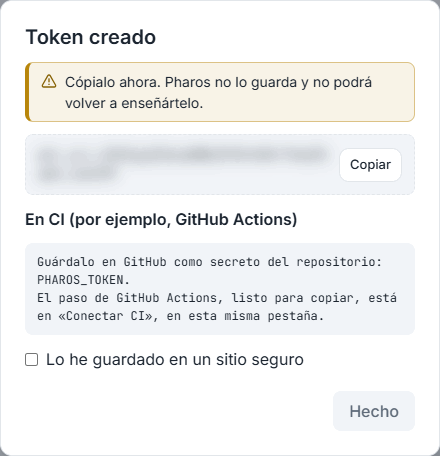 Token creado
Cópialo ahora. Pharos no lo guarda y no podrá
volver a enseñártelo.
Copiar
En CI (por ejemplo, GitHub Actions)
Guárdalo en GitHub como secreto del repositorio:
PHAROS_TOKEN.
El paso de GitHub Actions, listo para copiar, está
en «Conectar CI», en esta misma pestaña.
Lo he guardado en un sitio seguro
Hecho